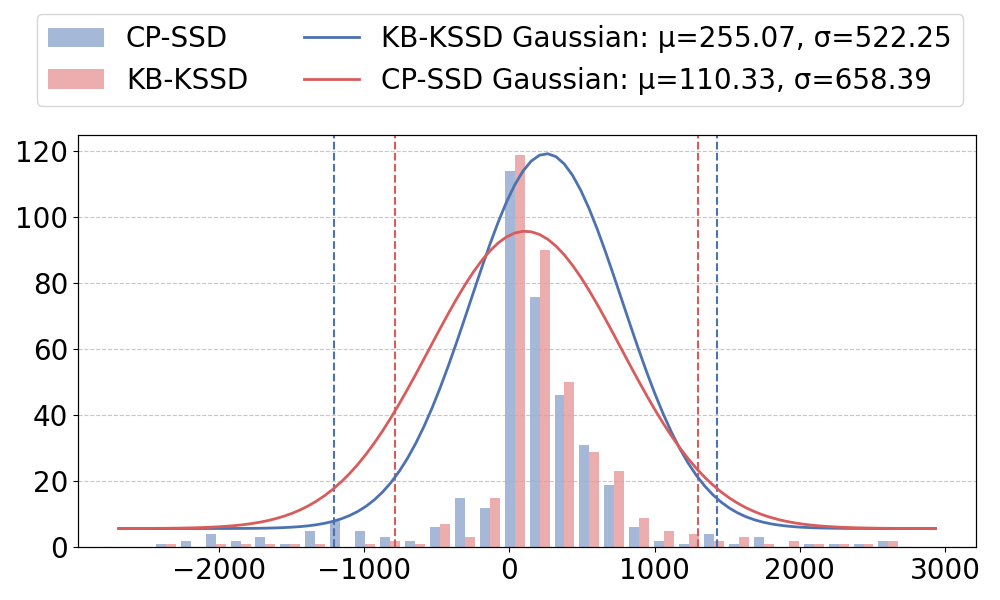 CP-SSD
KB-KSSD
KB-KSSD Gaussian: μ=255.07, σ=522.25
CP-SSD Gaussian: μ=110.33, σ=658.39
120
100
80
60
40
20
0
−2000 −1000 0 1000 2000 3000